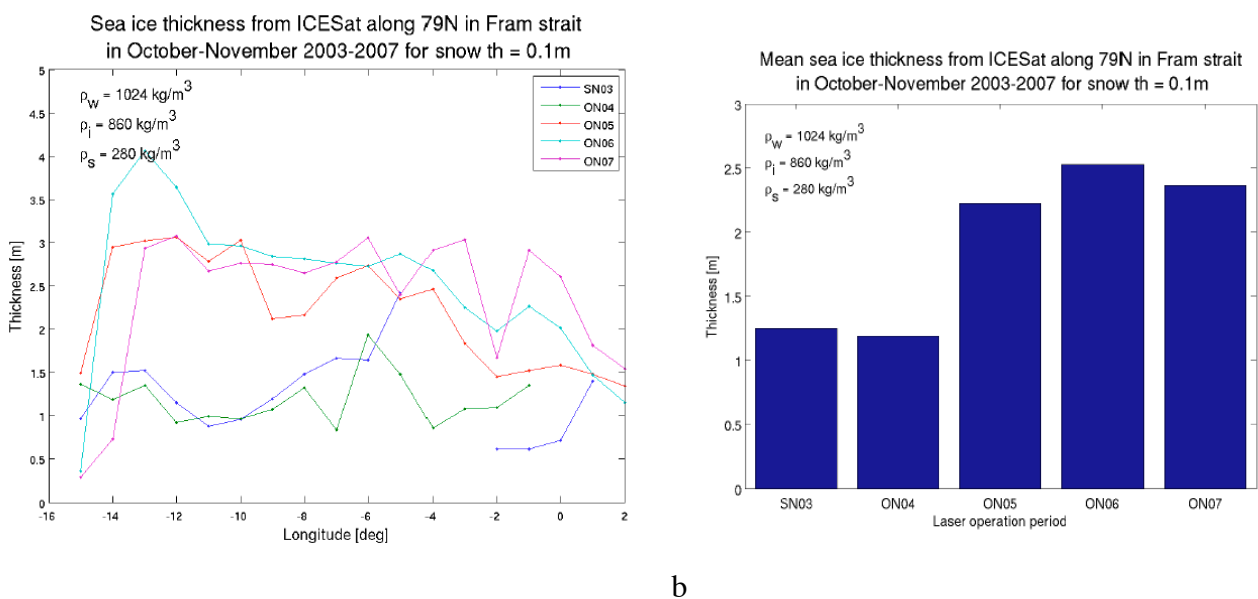 Sea ice thickness from ICESat along 79N in Fram strait
in October-November 2003-2007 for snow th = 0.1m
5
4.5
4
3.5
3
2.5
2
1.5
1
0.5
0
Thickness [m]
ρw = 1024 kg/m³
ρi = 860 kg/m³
ρs = 280 kg/m³
SN03
ON04
ON05
ON06
ON07
-16 -14 -12 -10 -8 -6 -4 -2 0 2
Longitude [deg]
Mean sea ice thickness from ICESat along 79N in Fram strait
in October-November 2003-2007 for snow th = 0.1m
3
2.5
2
1.5
1
0.5
0
Thickness [m]
ρw = 1024 kg/m³
ρi = 860 kg/m³
ρs = 280 kg/m³
SN03 ON04 ON05 ON06 ON07
Laser operation period
b